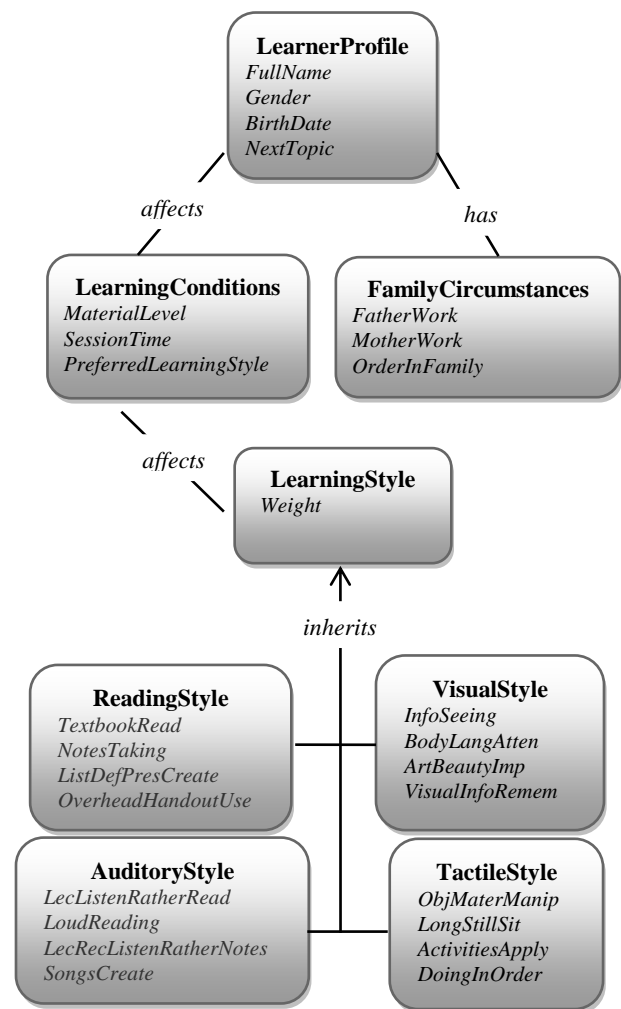 LearnerProfile
FullName
Gender
BirthDate
NextTopic
affects
has
LearningConditions
MaterialLevel
SessionTime
PreferredLearningStyle
FamilyCircumstances
FatherWork
MotherWork
OrderInFamily
affects
LearningStyle
Weight
inherits
ReadingStyle
TextbookRead
NotesTaking
ListDefPresCreate
OverheadHandoutUse
VisualStyle
InfoSeeing
BodyLangAtten
ArtBeautyImp
VisualInfoRemem
AuditoryStyle
LecListenRatherRead
LoudReading
LecRecListenRatherNotes
SongsCreate
TactileStyle
ObjMaterManip
LongStillSit
ActivitiesApply
DoingInOrder